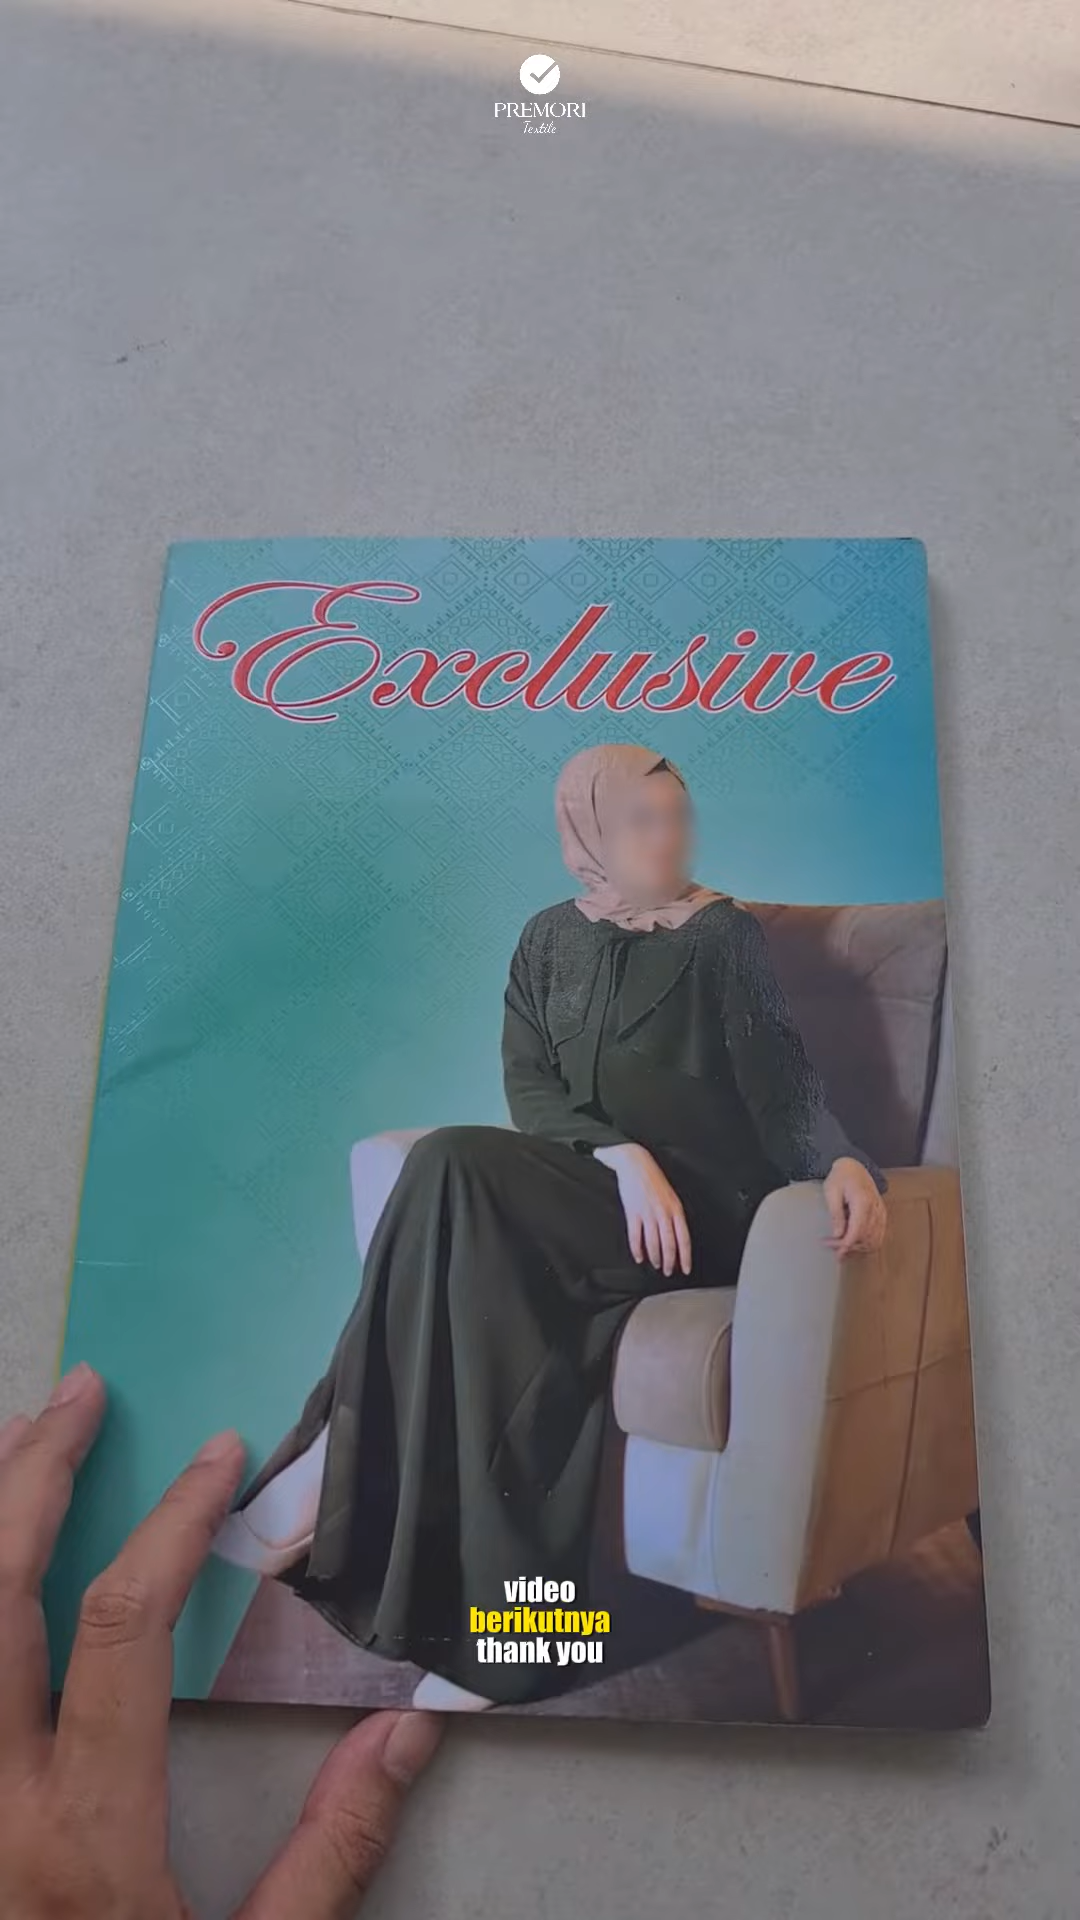 PREMORI
Textile
Exclusive
video
berikutnya
thank you